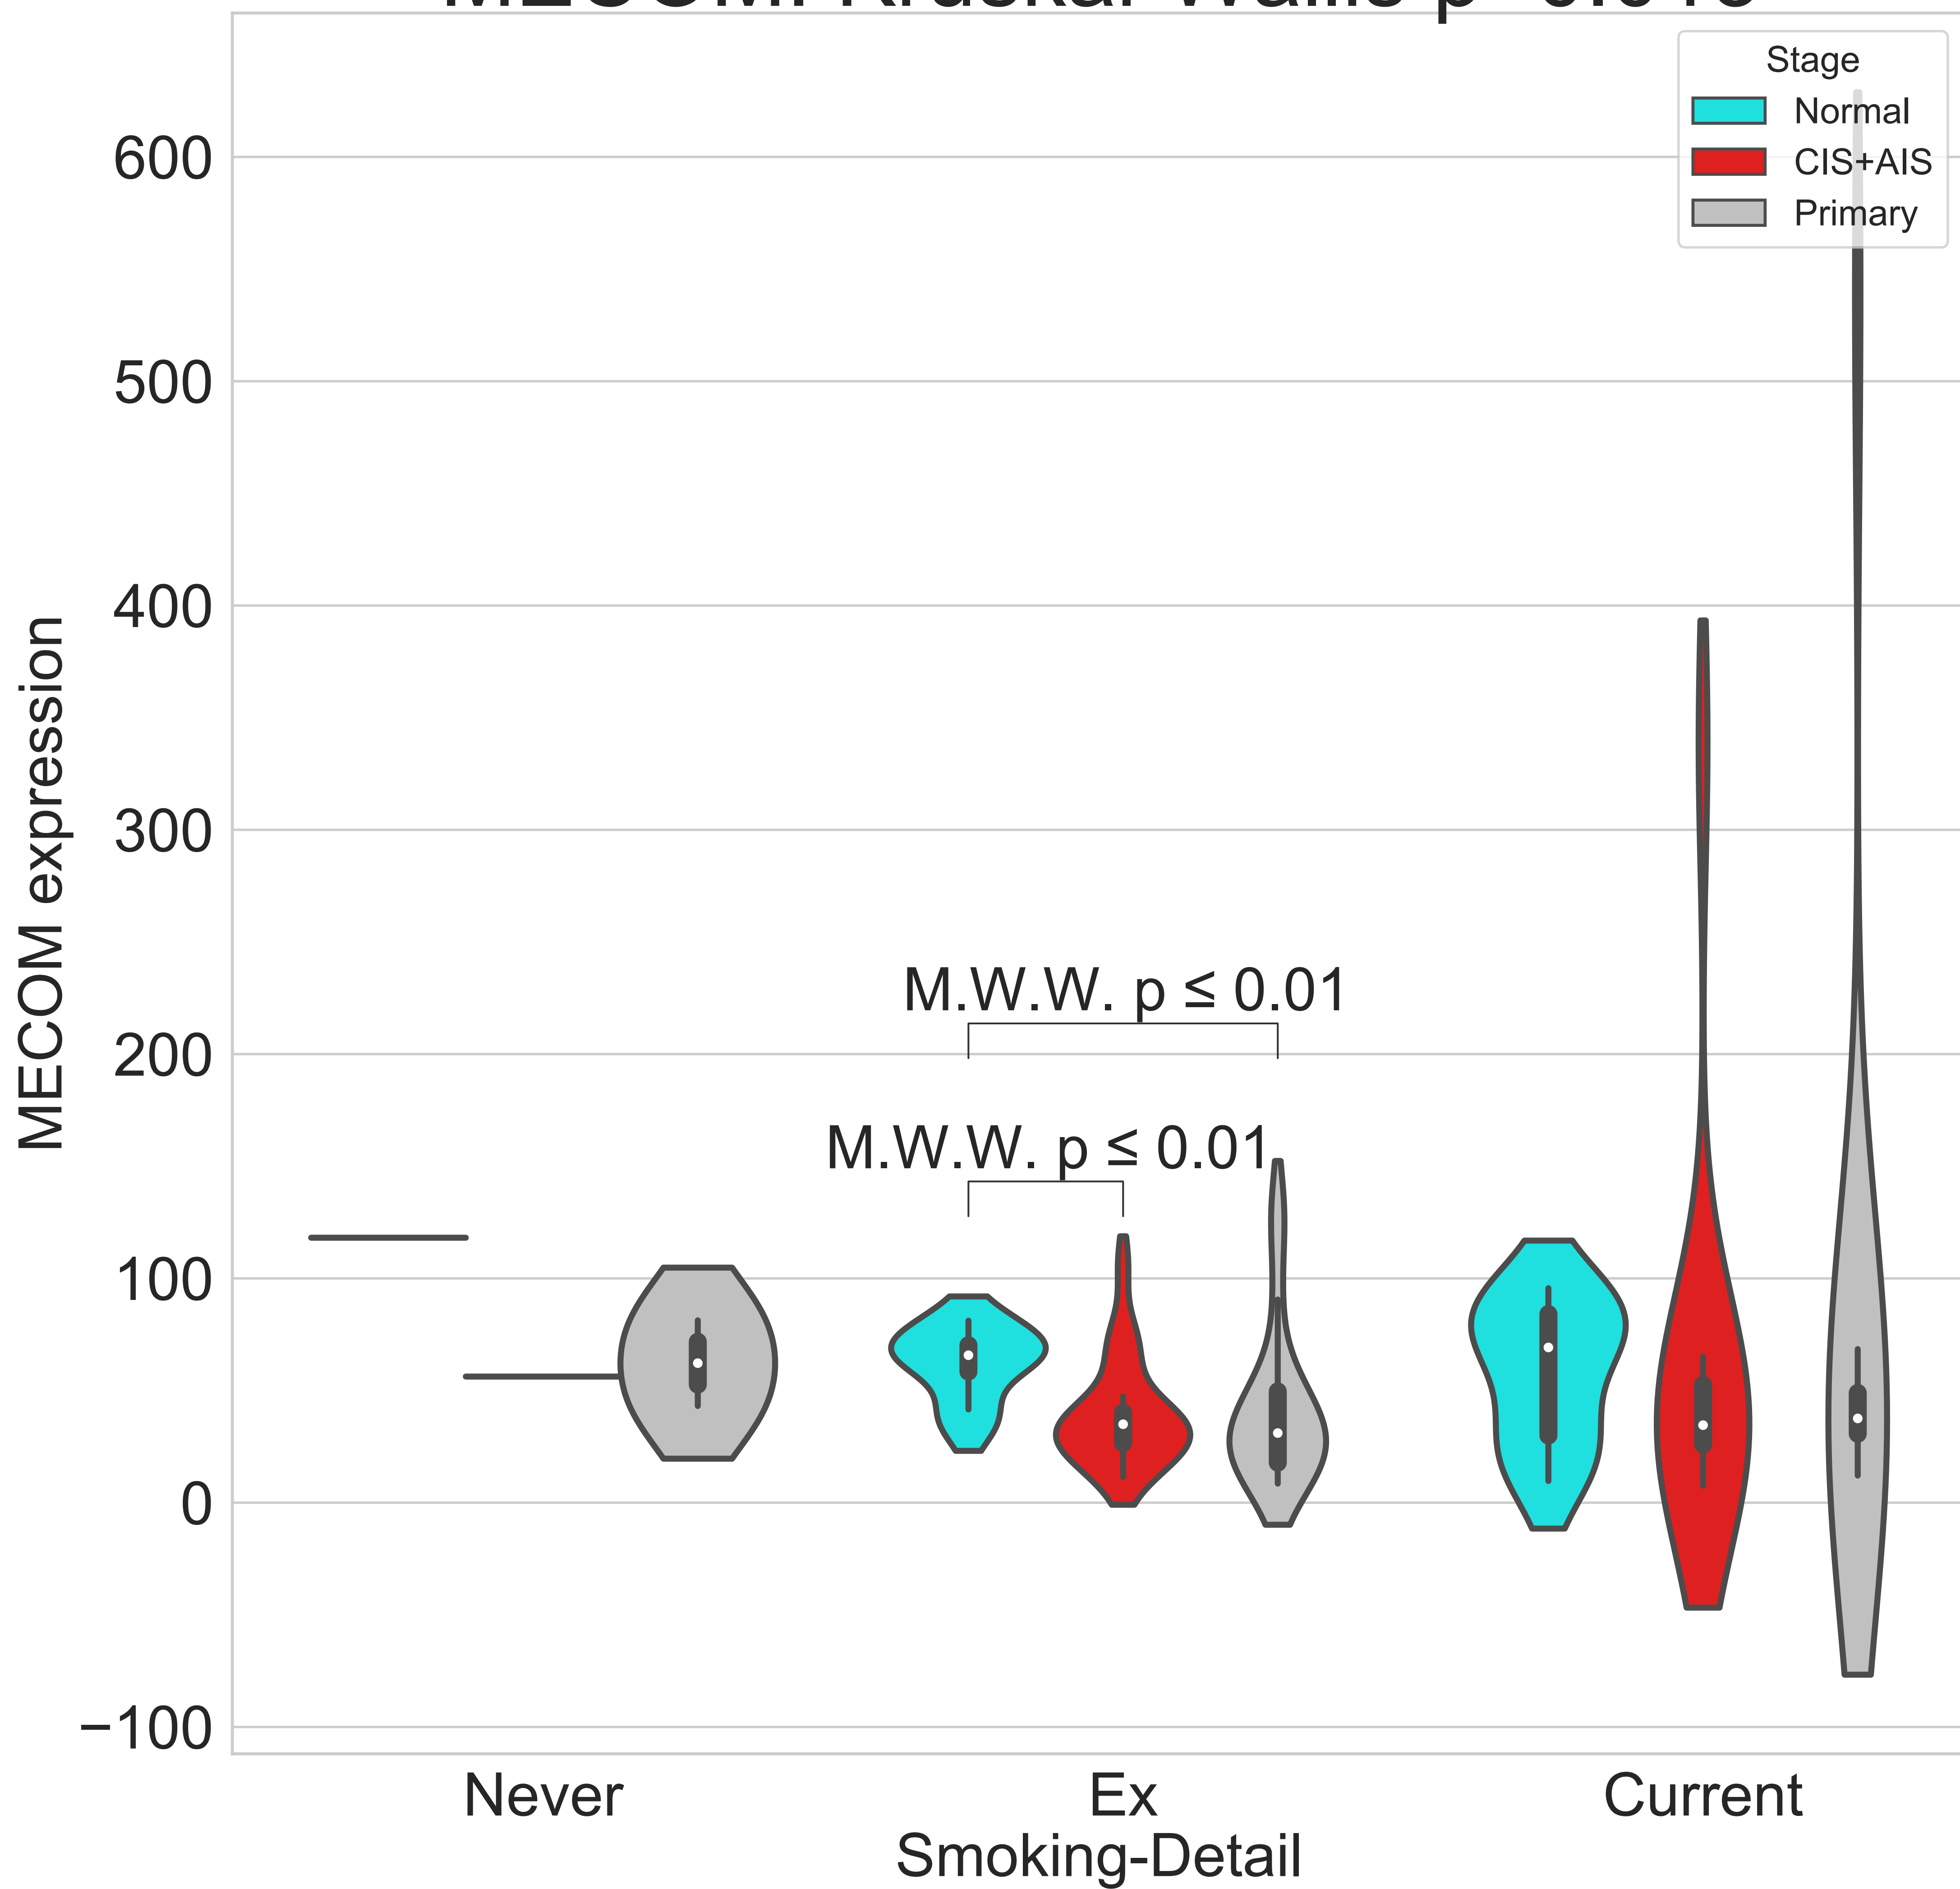 Stage
Normal
CIS+AIS
Primary
600
500
400
300
200
100
0
−100
MECOM expression
M.W.W. p ≤ 0.01
M.W.W. p ≤ 0.01
Never
Ex
Current
Smoking-Detail